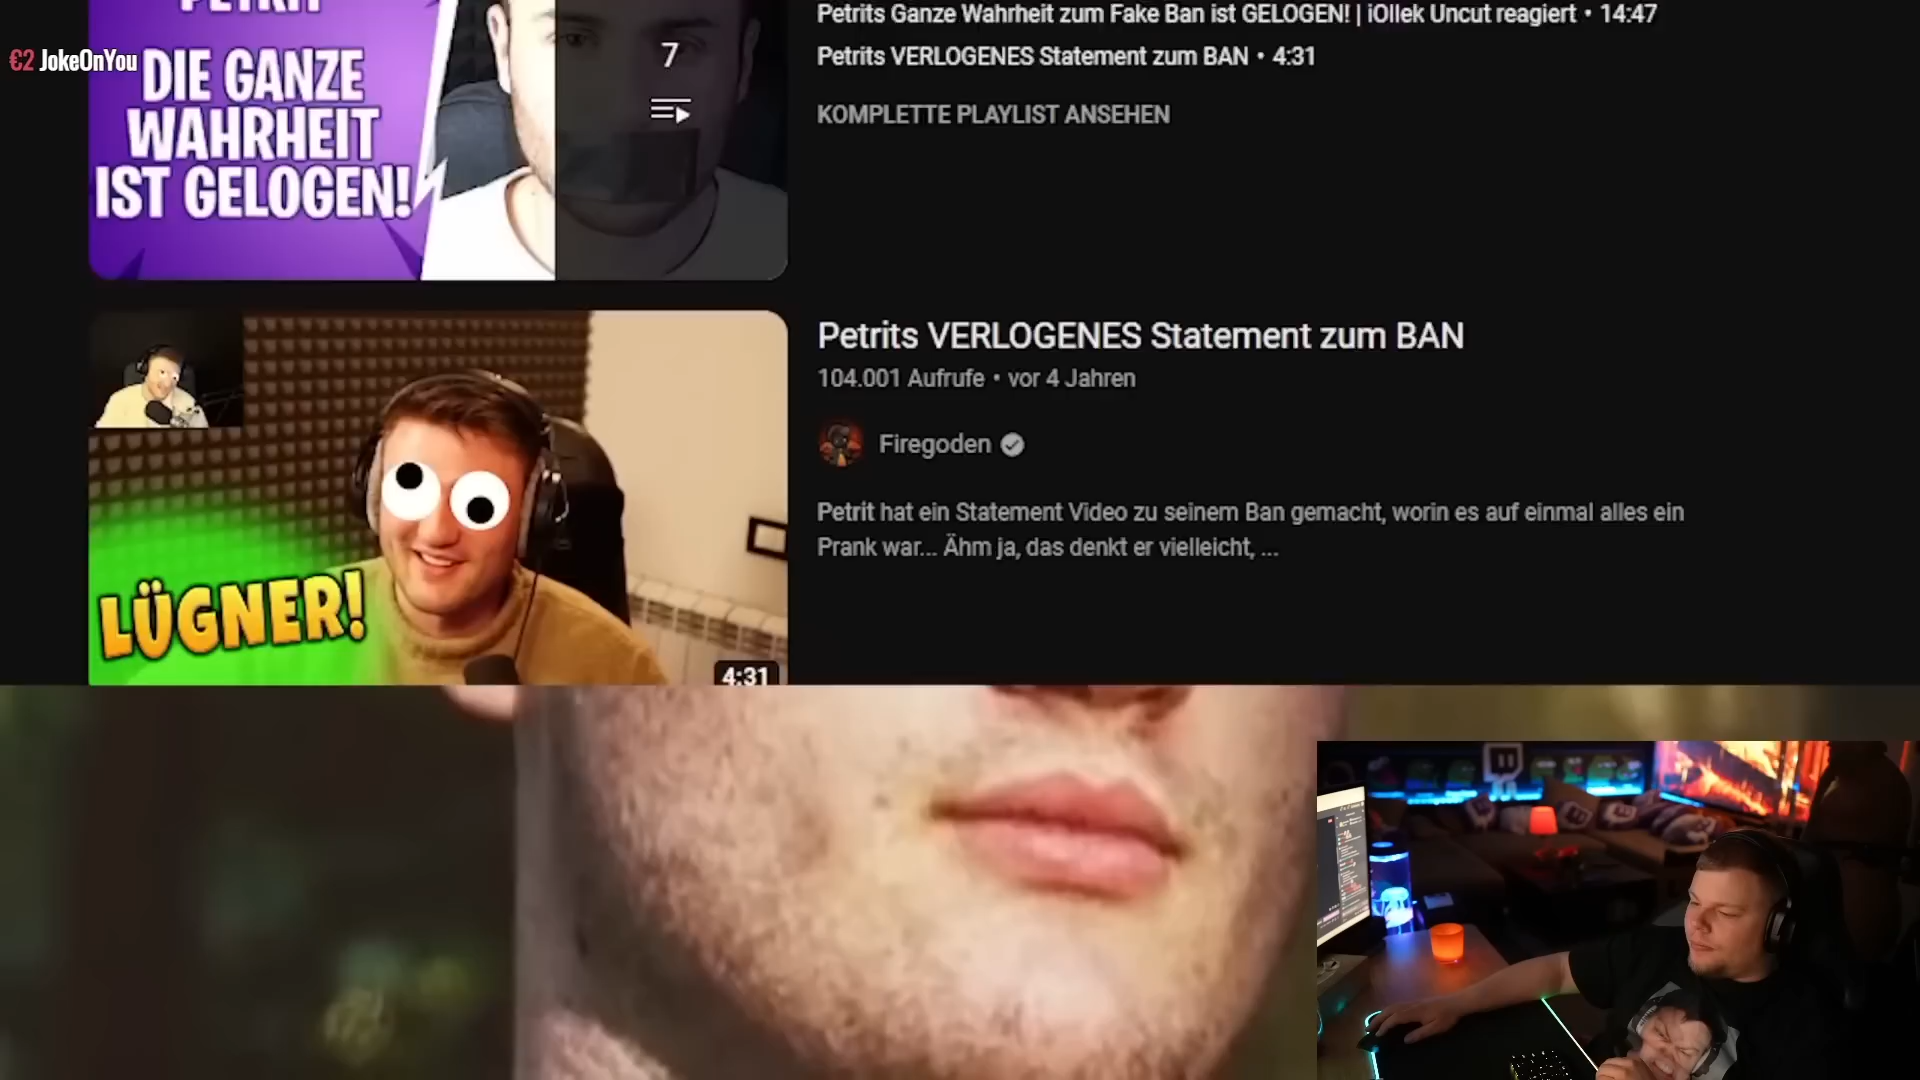 PETRIT
DIE GANZE
WAHRHEIT
IST GELOGEN!
7
€2 JokeOnYou
Petrits Ganze Wahrheit zum Fake Ban ist GELOGEN! | iOllek Uncut reagiert • 14:47
Petrits VERLOGENES Statement zum BAN • 4:31
KOMPLETTE PLAYLIST ANSEHEN
LÜGNER!
4:31
Petrits VERLOGENES Statement zum BAN
104.001 Aufrufe • vor 4 Jahren
Firegoden
Petrit hat ein Statement Video zu seinem Ban gemacht, worin es auf einmal alles ein
Prank war... Ähm ja, das denkt er vielleicht, ...